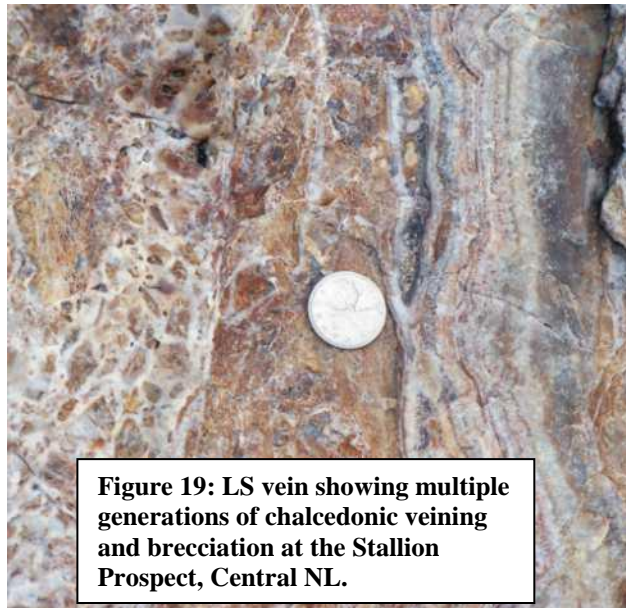 Figure 19: LS vein showing multiple
generations of chalcedonic veining
and brecciation at the Stallion
Prospect, Central NL.